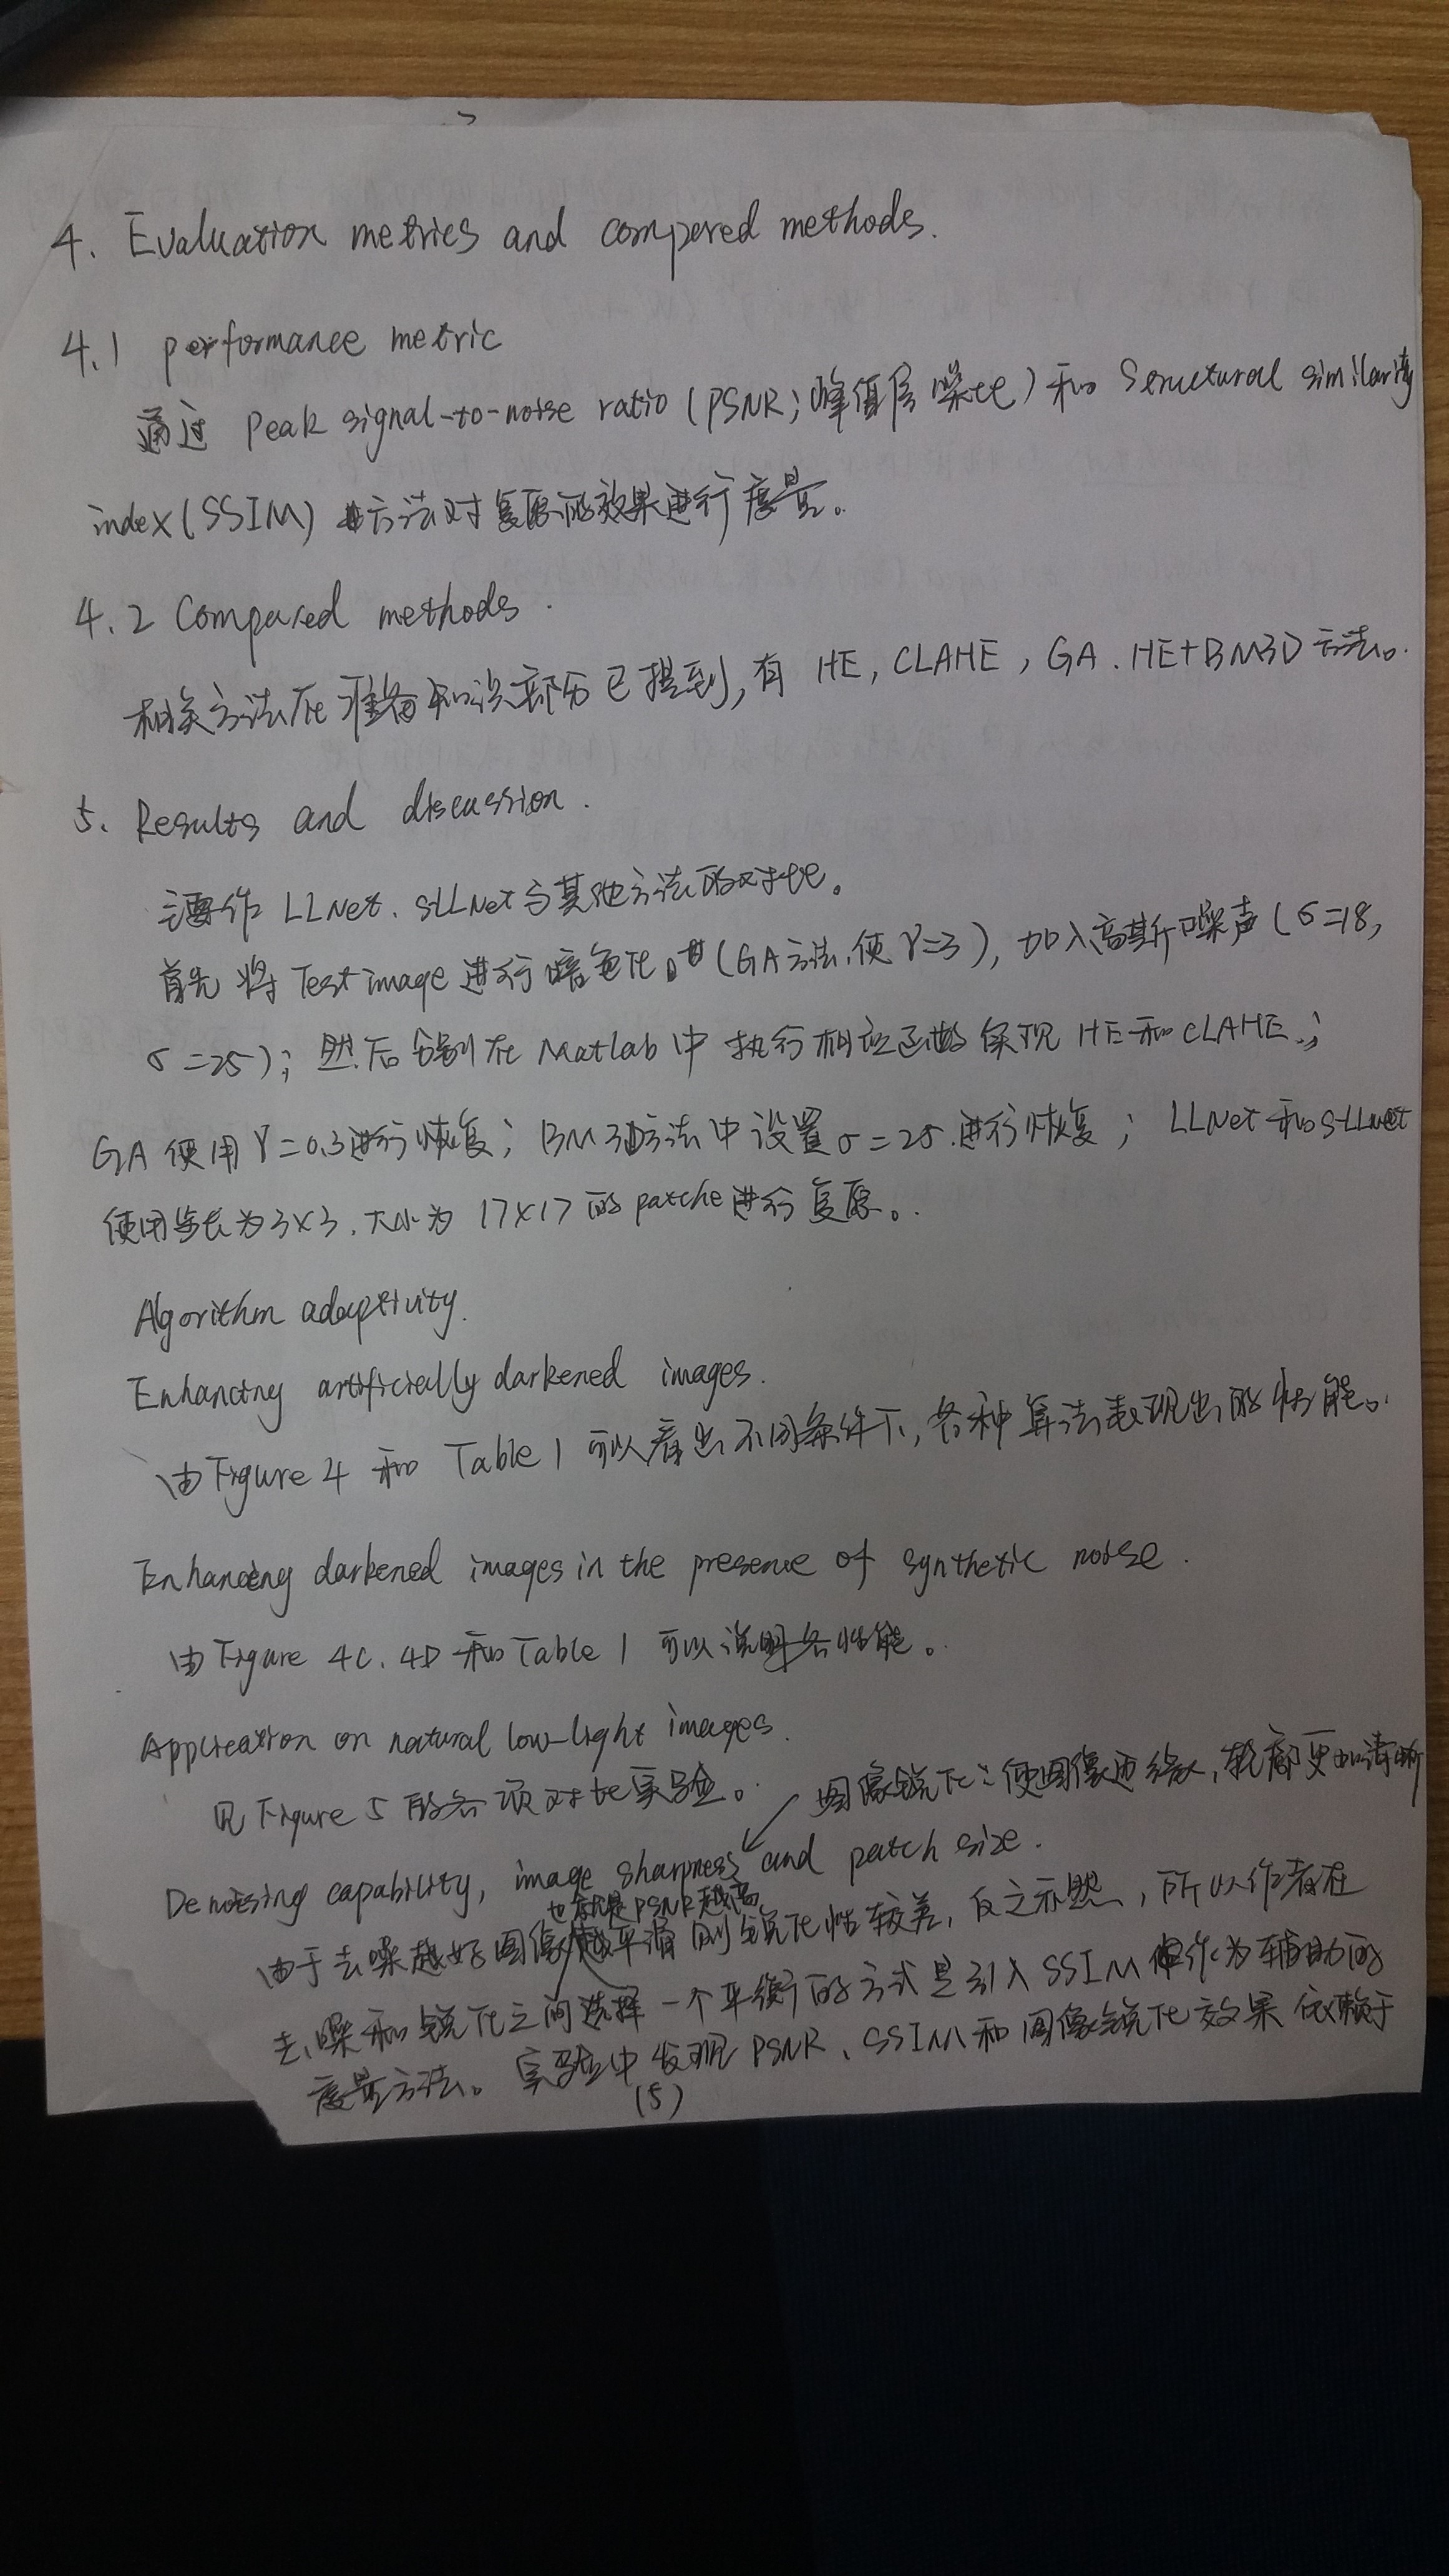 4. Evaluation metrics and compared methods.
4.1 performance metric
通过 Peak signal-to-noise ratio (PSNR; 峰值信噪比) 和 Structural similarity
index (SSIM) 方法对复原的效果进行度量。
4.2 Compared methods.
相关方法在准备知识部分已提到, 有 HE, CLAHE, GA. HE+BM3D 方法。
5. Results and discussion.
主要作 LLNet. SLLNet 与其他方法的对比。
首先将 Test image 进行暗色化 (GA方法, 使 γ=3), 加入高斯噪声 (σ=18,
σ=25); 然后分别在 Matlab 中执行相应函数实现 HE 和 CLAHE;
GA 使用 γ=0.3 进行恢复; BM3D方法中设置 σ=25. 进行恢复; LLNet 和 SLLNet
使用步长为 3×3. 大小为 17×17 的 patche 进行复原。
Algorithm adaptivity.
Enhancing artificially darkened images.
由 Figure 4 和 Table 1 可以看出不同条件下, 各种算法表现出的性能。
Enhancing darkened images in the presence of synthetic noise.
由 Figure 4C. 4D 和 Table 1 可以说明各性能。
Application on natural low-light images.
见 Figure 5 的各项对比实验。
图像锐化: 使图像边缘, 轮廓更加清晰
Denoising capability, image sharpness and patch size.
也就是 PSNR 越高
由于去噪越好图像越平滑则锐化性较差, 反之亦然, 所以作者在
去噪和锐化之间选择一个平衡的方式是引入 SSIM 作为辅助的
度量方法。实验中发现 PSNR、SSIM 和图像锐化效果依赖于
(5)